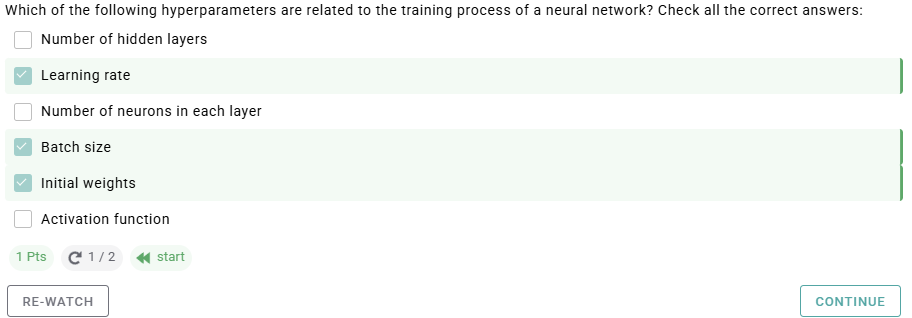 Which of the following hyperparameters are related to the training process of a neural network? Check all the correct answers:
Number of hidden layers
Learning rate
Number of neurons in each layer
Batch size
Initial weights
Activation function
1 Pts 1 / 2 start
RE-WATCH CONTINUE